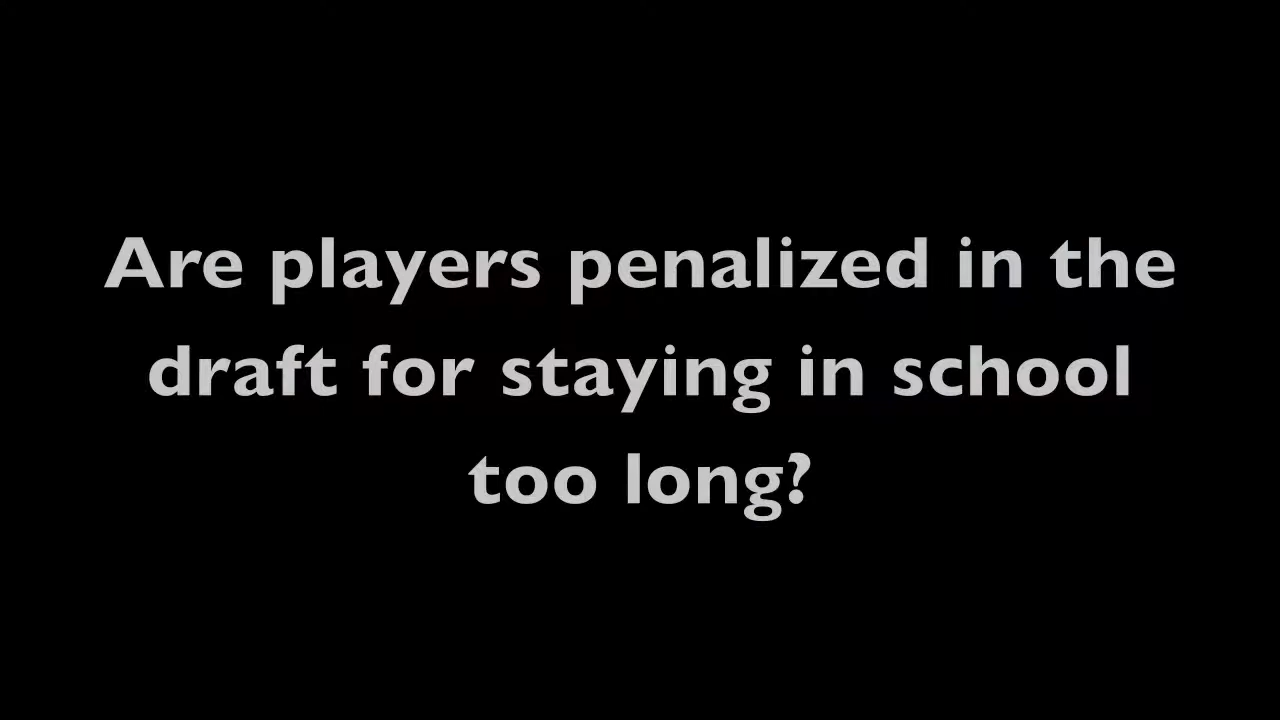 Are players penalized in the
draft for staying in school
too long?